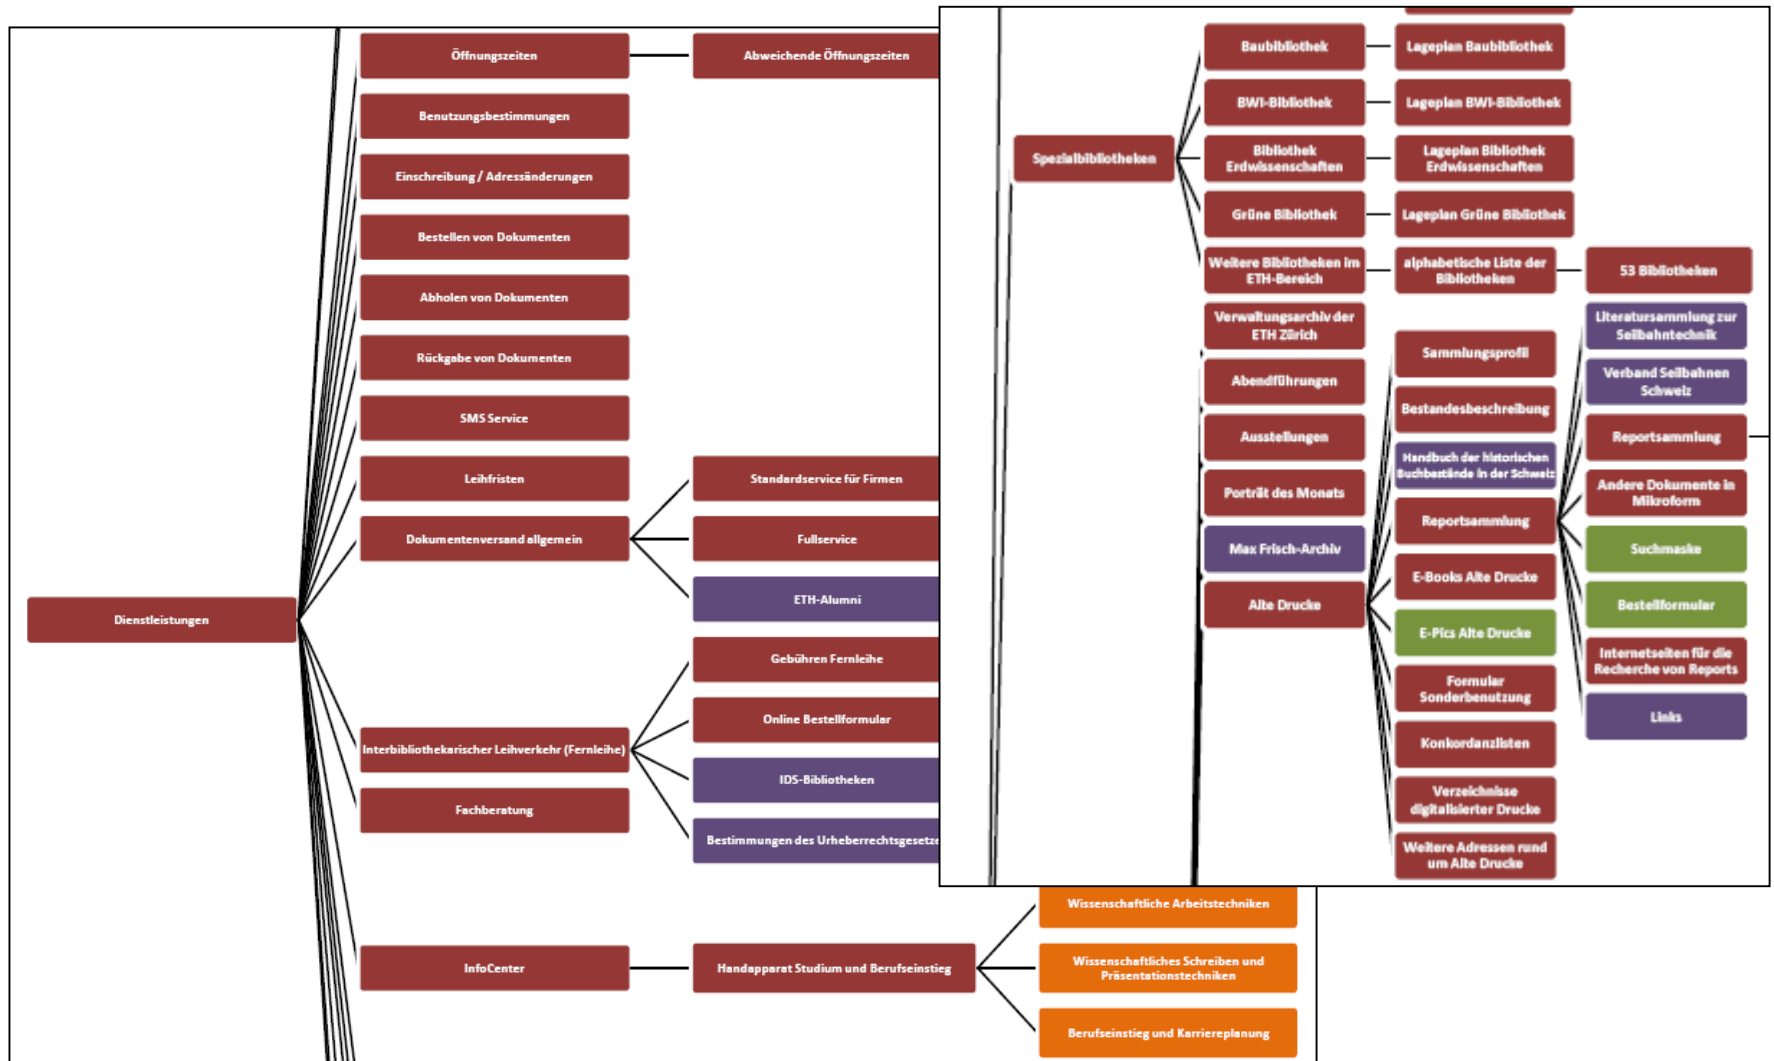 Öffnungszeiten
Abweichende Öffnungszeiten
Benutzungsbestimmungen
Einschreibung / Adressänderungen
Bestellen von Dokumenten
Abholen von Dokumenten
Rückgabe von Dokumenten
SMS Service
Leihfristen
Standardservice für Firmen
Dokumentenversand allgemein
Fullservice
ETH-Alumni
Dienstleistungen
Gebühren Fernleihe
Online Bestellformular
Interbibliothekarischer Leihverkehr (Fernleihe)
IDS-Bibliotheken
Fachberatung
Bestimmungen des Urheberrechtsgesetze
InfoCenter
Handapparat Studium und Berufseinstieg
Wissenschaftliche Arbeitstechniken
Wissenschaftliches Schreiben und
Präsentationstechniken
Berufseinstieg und Karriereplanung
Spezialbibliotheken
Baubibliothek
Lageplan Baubibliothek
BWI-Bibliothek
Lageplan BWI-Bibliothek
Bibliothek
Erdwissenschaften
Lageplan Bibliothek
Erdwissenschaften
Grüne Bibliothek
Lageplan Grüne Bibliothek
Weitere Bibliotheken im
ETH-Bereich
alphabetische Liste der
Bibliotheken
53 Bibliotheken
Verwaltungsarchiv der
ETH Zürich
Abendführungen
Ausstellungen
Porträt des Monats
Max Frisch-Archiv
Alte Drucke
Sammlungsprofil
Bestandesbeschreibung
Handbuch der historischen
Buchbestände in der Schweiz
Reportsammlung
E-Books Alte Drucke
E-Pics Alte Drucke
Formular
Sonderbenutzung
Konkordanzlisten
Verzeichnisse
digitalisierter Drucke
Weitere Adressen rund
um Alte Drucke
Literatursammlung zur
Seilbahntechnik
Verband Seilbahnen
Schweiz
Reportsammlung
Andere Dokumente in
Mikroform
Suchmaske
Bestellformular
Internetseiten für die
Recherche von Reports
Links